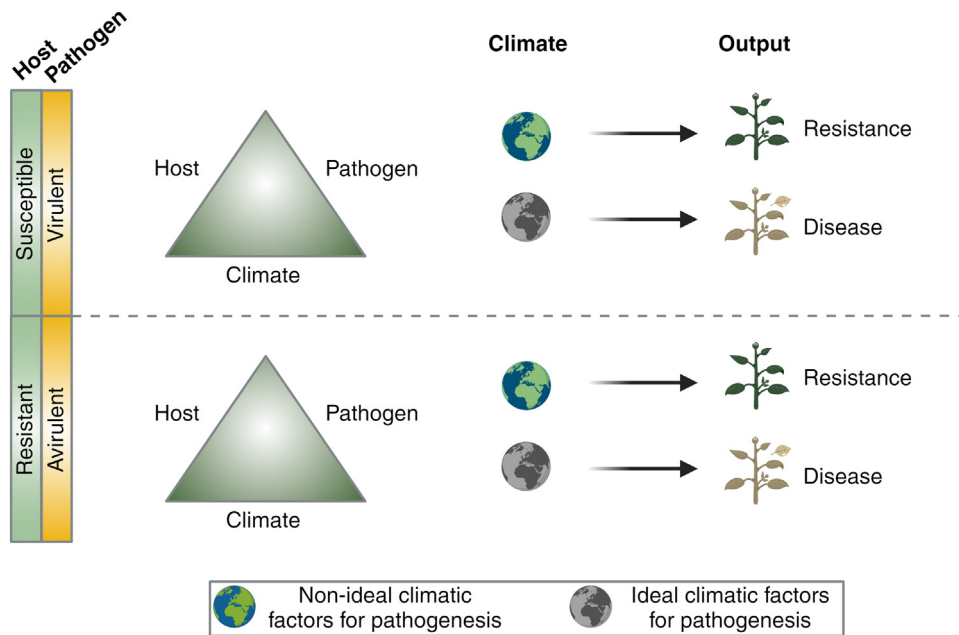 Host
Pathogen
Climate
Output
Susceptible
Virulent
Host
Pathogen
Climate
Resistance
Disease
Resistant
Avirulent
Host
Pathogen
Climate
Resistance
Disease
Non-ideal climatic
factors for pathogenesis
Ideal climatic factors
for pathogenesis